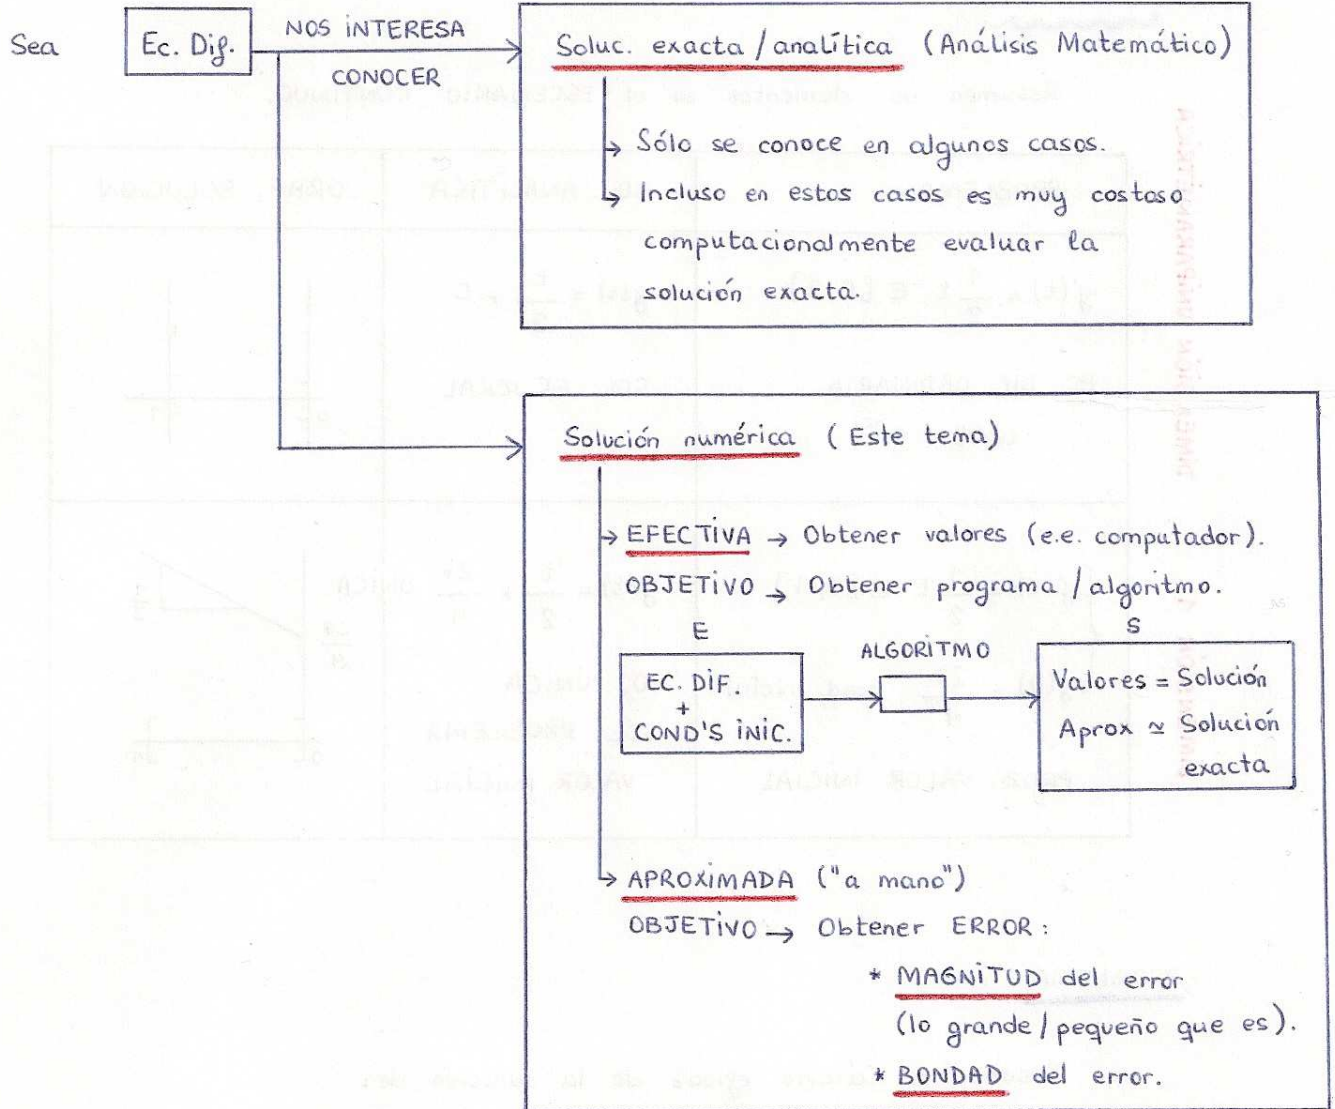 Sea Ec. Dif. NOS INTERESA CONOCER
Soluc. exacta/analítica (Análisis Matemático)
→ Sólo se conoce en algunos casos.
→ Incluso en estos casos es muy costoso
computacionalmente evaluar la
solución exacta.
Solución numérica (Este tema)
→ EFECTIVA → Obtener valores (e.e. computador).
OBJETIVO → Obtener programa/algoritmo.
E
EC. DIF.
+
COND'S INIC.
ALGORITMO
S
Valores = Solución
Aprox ≃ Solución
exacta
→ APROXIMADA ("a mano")
OBJETIVO → Obtener ERROR:
* MAGNITUD del error
(lo grande/pequeño que es).
* BONDAD del error.